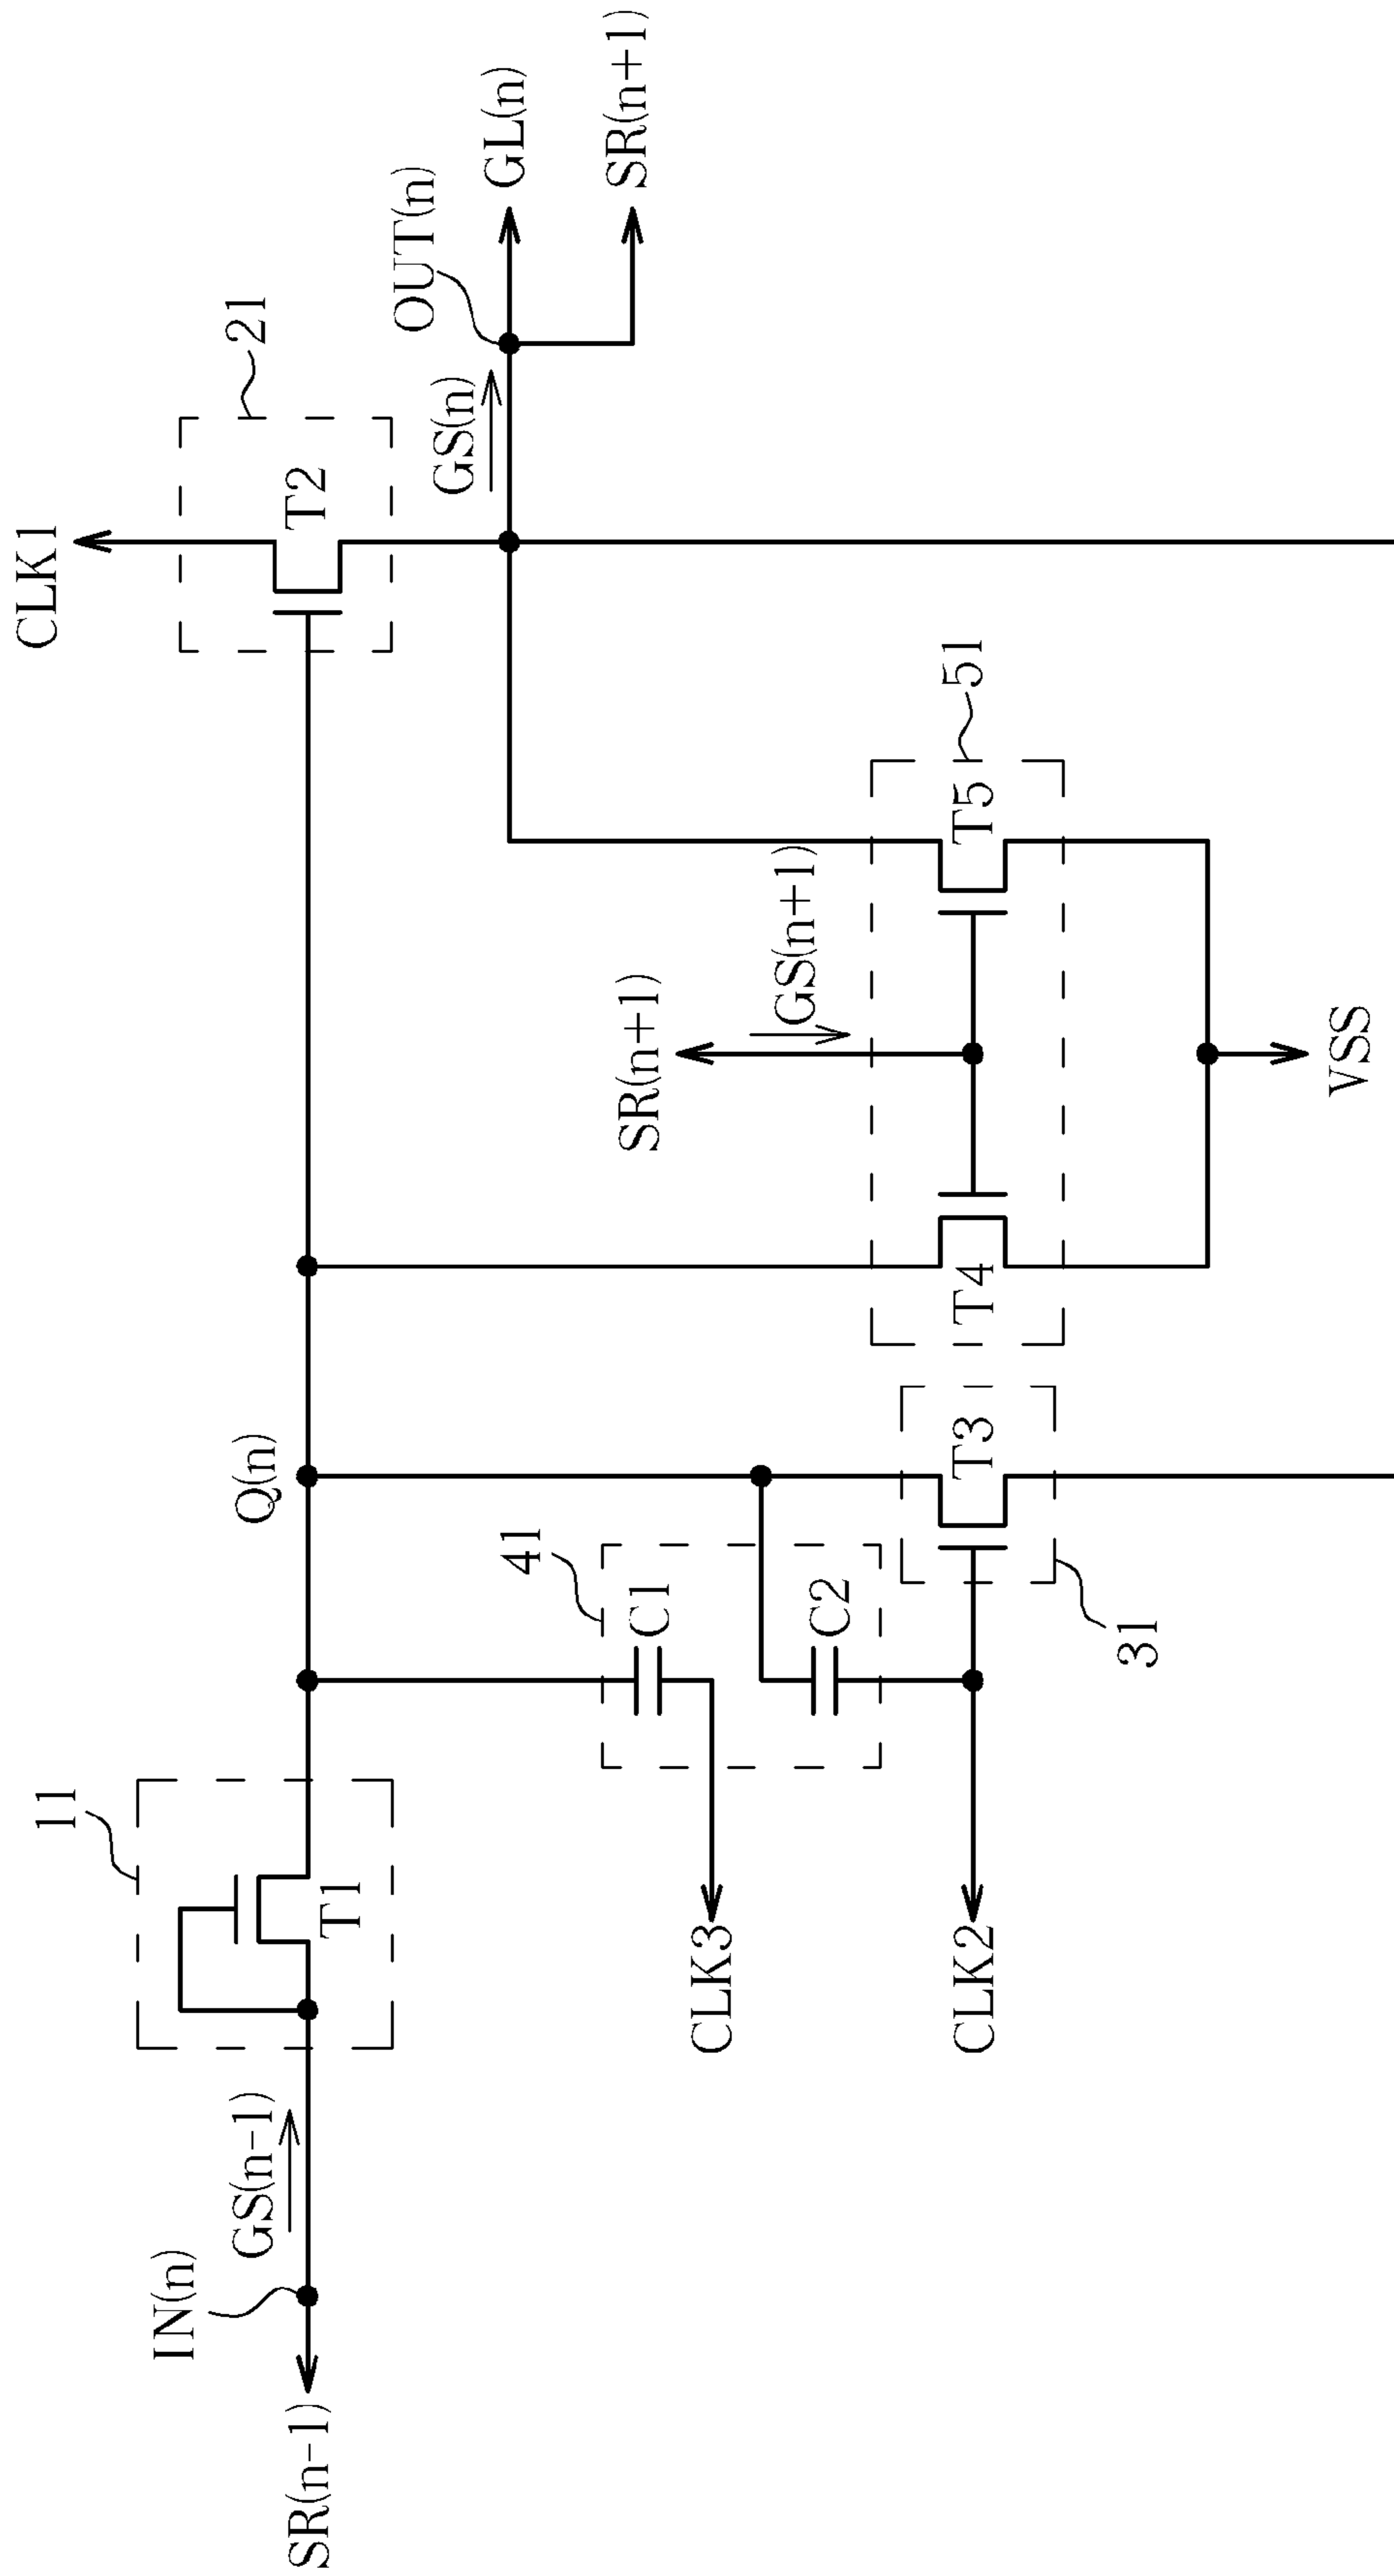 CLK1
21
T2
GL(n)
OUT(n)
SR(n+1)
GS(n)
11
Q(n)
T1
IN(n)
GS(n-1)
SR(n-1)
41
C1
C2
CLK3
SR(n+1)
GS(n+1)
51
T5
T4
T3
31
CLK2
VSS